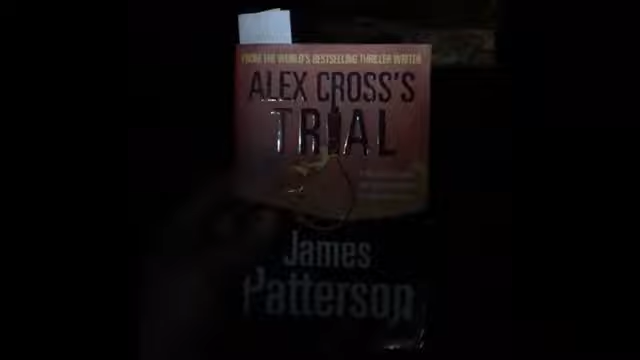 FROM THE WORLD'S BESTSELLING THRILLER WRITER
ALEX CROSS'S
TRIAL
James
Patterson